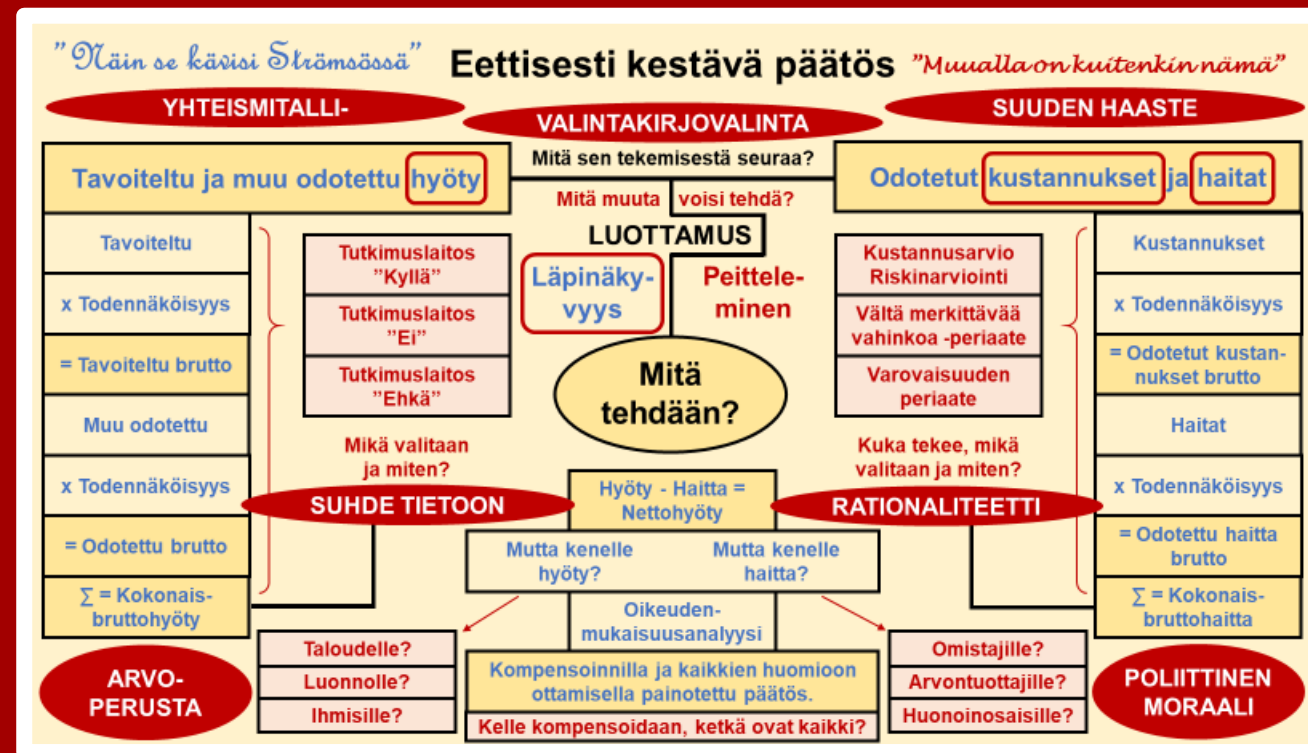 "Näin se kävisi Strömsössä"
Eettisesti kestävä päätös
"Muualla on kuitenkin nämä"
YHTEISMITALLI-
VALINTAKIRJOVALINTA
SUUDEN HAASTE
Tavoiteltu ja muu odotettu hyöty
Mitä sen tekemisestä seuraa?
Odotetut kustannukset ja haitat
Mitä muuta voisi tehdä?
LUOTTAMUS
Läpinäky-
vyys
Peittele-
minen
Mitä
tehdään?
Tavoiteltu
x Todennäköisyys
= Tavoiteltu brutto
Muu odotettu
x Todennäköisyys
= Odotettu brutto
∑ = Kokonais-
bruttohyöty
Tutkimuslaitos
"Kyllä"
Tutkimuslaitos
"Ei"
Tutkimuslaitos
"Ehkä"
Mikä valitaan
ja miten?
SUHDE TIETOON
Kustannusarvio
Riskinarviointi
Vältä merkittävää
vahinkoa -periaate
Varovaisuuden
periaate
Kuka tekee, mikä
valitaan ja miten?
RATIONALITEETTI
Kustannukset
x Todennäköisyys
= Odotetut kustan-
nukset brutto
Haitat
x Todennäköisyys
= Odotettu haitta
brutto
∑ = Kokonais-
bruttohaitta
Hyöty - Haitta =
Nettohyöty
Mutta kenelle
hyöty?
Mutta kenelle
haitta?
Oikeuden-
mukaisuusanalyysi
Kompensoinnilla ja kaikkien huomioon
ottamisella painotettu päätös.
Kelle kompensoidaan, ketkä ovat kaikki?
ARVO-
PERUSTA
Taloudelle?
Luonnolle?
Ihmisille?
Omistajille?
Arvontuottajille?
Huonoinosaisille?
POLIITTINEN
MORAALI